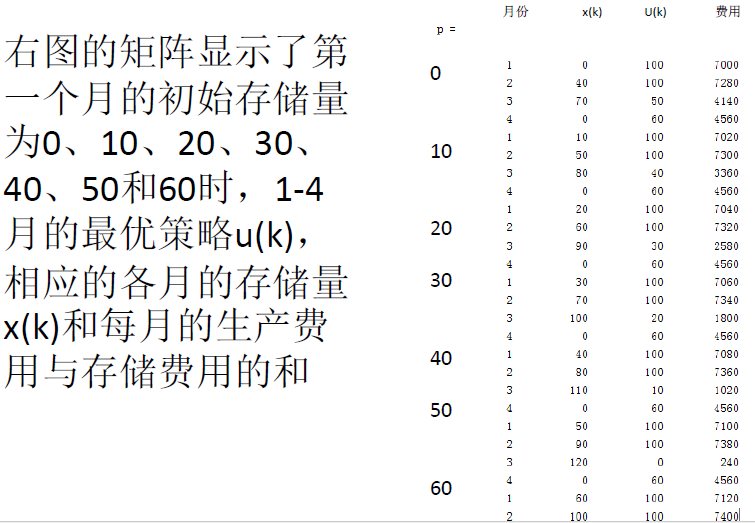 右图的矩阵显示了第
一个月的初始存储量
为0、10、20、30、
40、50和60时，1-4
月的最优策略u(k)，
相应的各月的存储量
x(k)和每月的生产费
用与存储费用的和
月份 x(k) U(k) 费用
p =
0
10
20
30
40
50
60
1 0 100 7000
2 40 100 7280
3 70 50 4140
4 0 60 4560
1 10 100 7020
2 50 100 7300
3 80 40 3360
4 0 60 4560
1 20 100 7040
2 60 100 7320
3 90 30 2580
4 0 60 4560
1 30 100 7060
2 70 100 7340
3 100 20 1800
4 0 60 4560
1 40 100 7080
2 80 100 7360
3 110 10 1020
4 0 60 4560
1 50 100 7100
2 90 100 7380
3 120 0 240
4 0 60 4560
1 60 100 7120
2 100 100 7400